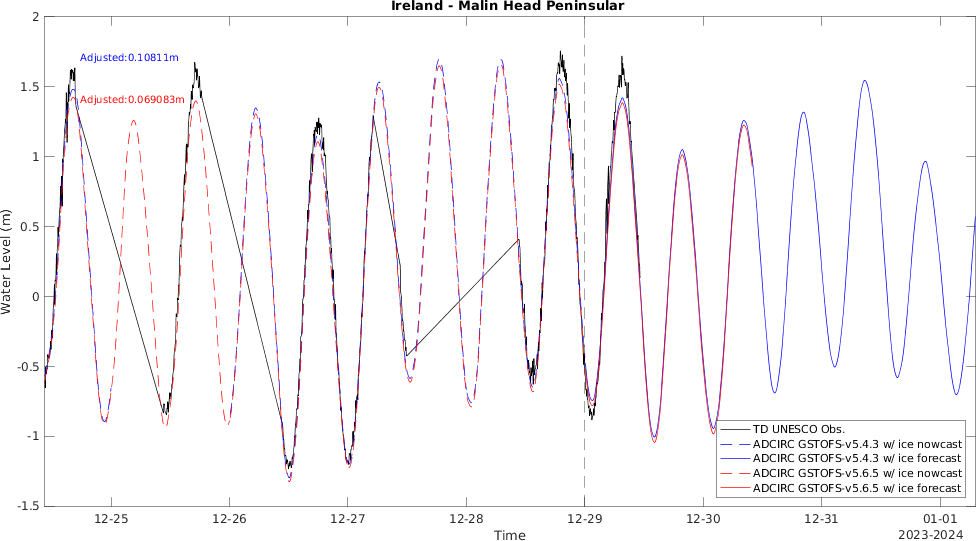 Ireland - Malin Head Peninsular
2
1.5
1
0.5
0
-0.5
-1
-1.5
Water Level (m)
Adjusted:0.10811m
Adjusted:0.069083m
TD UNESCO Obs.
ADCIRC GSTOFS-v5.4.3 w/ ice nowcast
ADCIRC GSTOFS-v5.4.3 w/ ice forecast
ADCIRC GSTOFS-v5.6.5 w/ ice nowcast
ADCIRC GSTOFS-v5.6.5 w/ ice forecast
12-25 12-26 12-27 12-28 12-29 12-30 12-31 01-01
Time
2023-2024